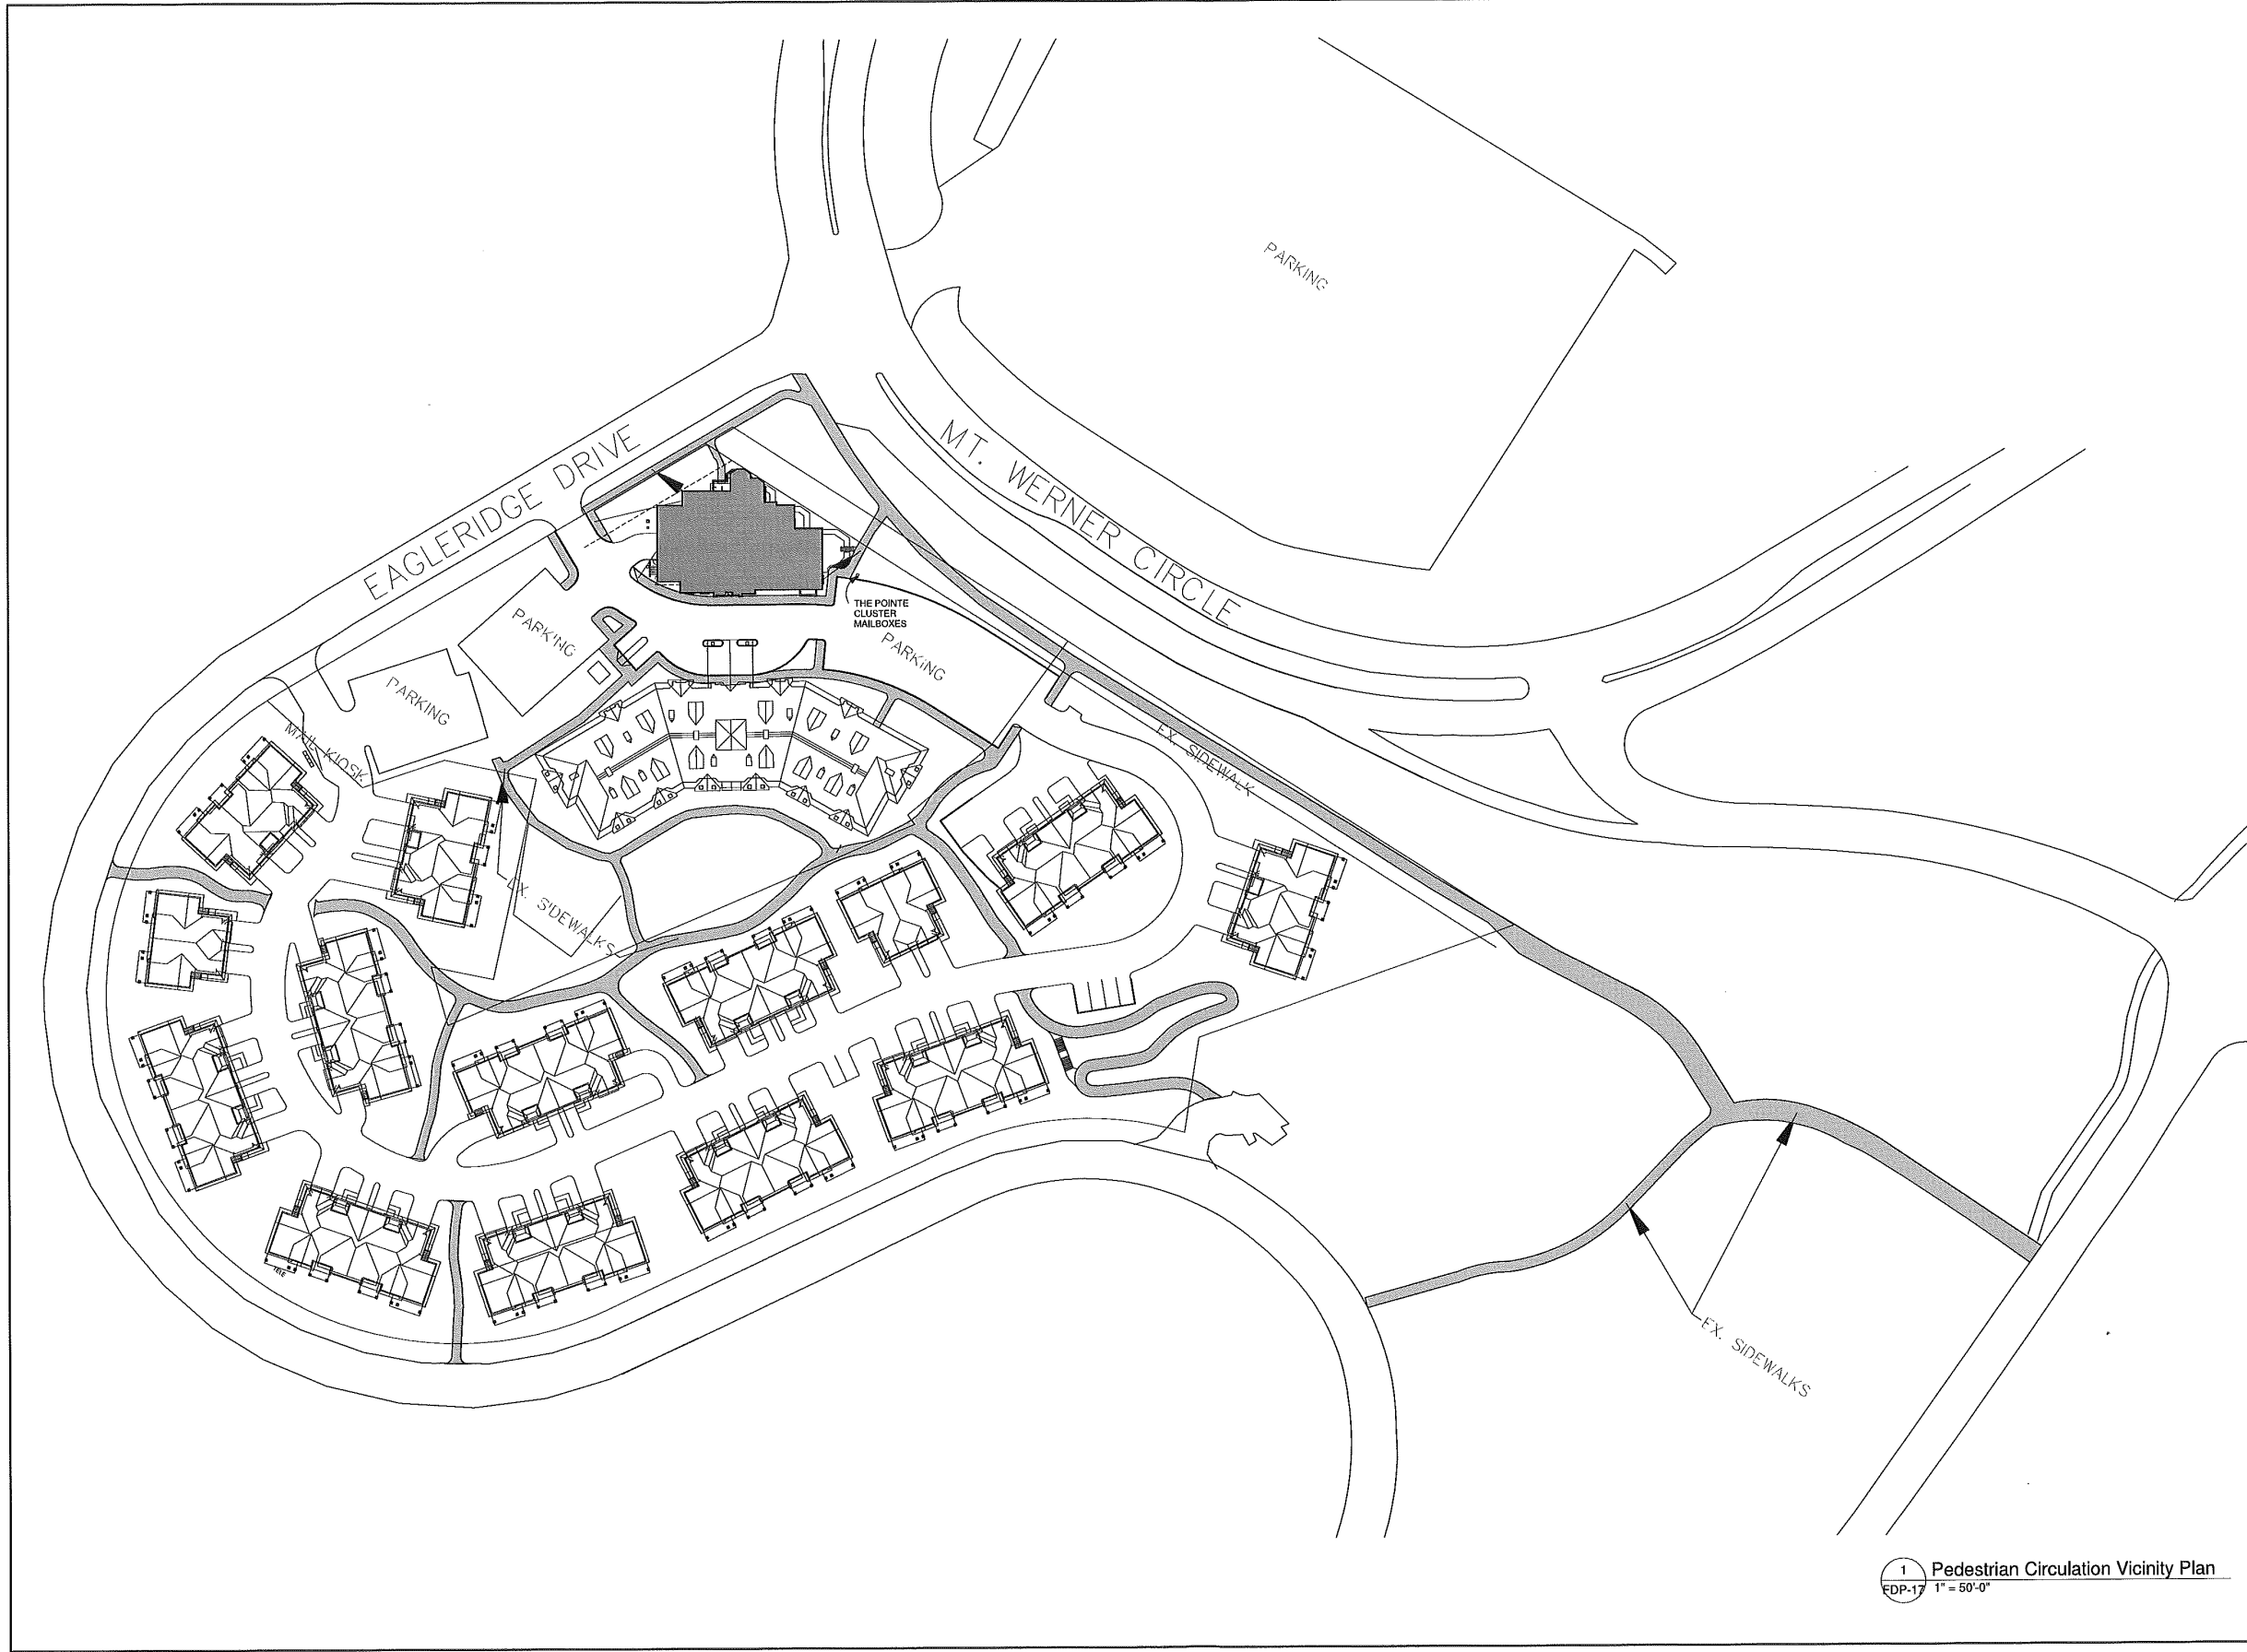 PARKING
EAGLERIDGE DRIVE
MT. WERNER CIRCLE
THE POINTE
CLUSTER
MAILBOXES
PARKING
PARKING
PARKING
MAIL KIOSK
EX. SIDEWALK
EX. SIDEWALKS
EX. SIDEWALKS
1
FDP-17
Pedestrian Circulation Vicinity Plan
1" = 50'-0"